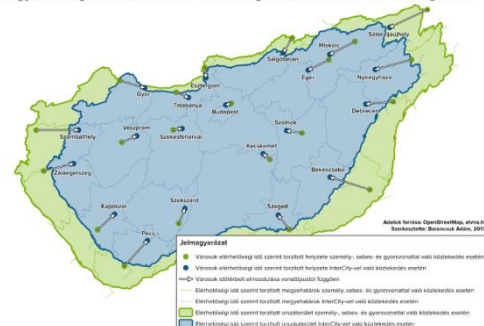 Sátoraljaújhely
Miskolc
Salgótarján
Eger
Nyíregyháza
Esztergom
Győr
Tatabánya
Budapest
Debrecen
Szolnok
Veszprém
Székesfehérvár
Szombathely
Kecskemét
Zalaegerszeg
Békéscsaba
Kaposvár
Szekszárd
Szeged
Pécs
Adatok forrása: OpenStreetMap, elvira.h
Szerkesztette: Berencsuk Ádám, 201
Jelmagyarázat
Városok elérhetőségi idő szerint torzított helyzete személy-, sebes- és gyorsvonattal való közlekedés esetén
Városok elérhetőségi idő szerint torzított helyzete InterCity-vel való közlekedés esetén
Városok időtérbeli elmozdulása vonattípustól függően
Elérhetőségi idő szerint torzított megyehatárok személy-, sebes- és gyorsvonattal való közlekedés esetén
Elérhetőségi idő szerint torzított megyehatárok InterCity-vel való közlekedés esetén
Elérhetőségi idő szerint torzított országterület személy-, sebes- és gyorsvonattal való közlekedés esetén
Elérhetőségi idő szerint torzított országterület InterCity-vel való közlekedés esetén